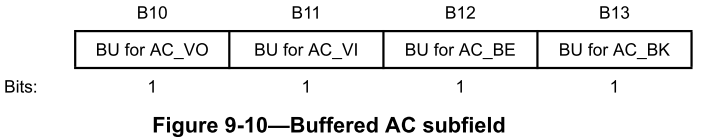 B10 B11 B12 B13
BU for AC_VO BU for AC_VI BU for AC_BE BU for AC_BK
Bits: 1 1 1 1
Figure 9-10—Buffered AC subfield